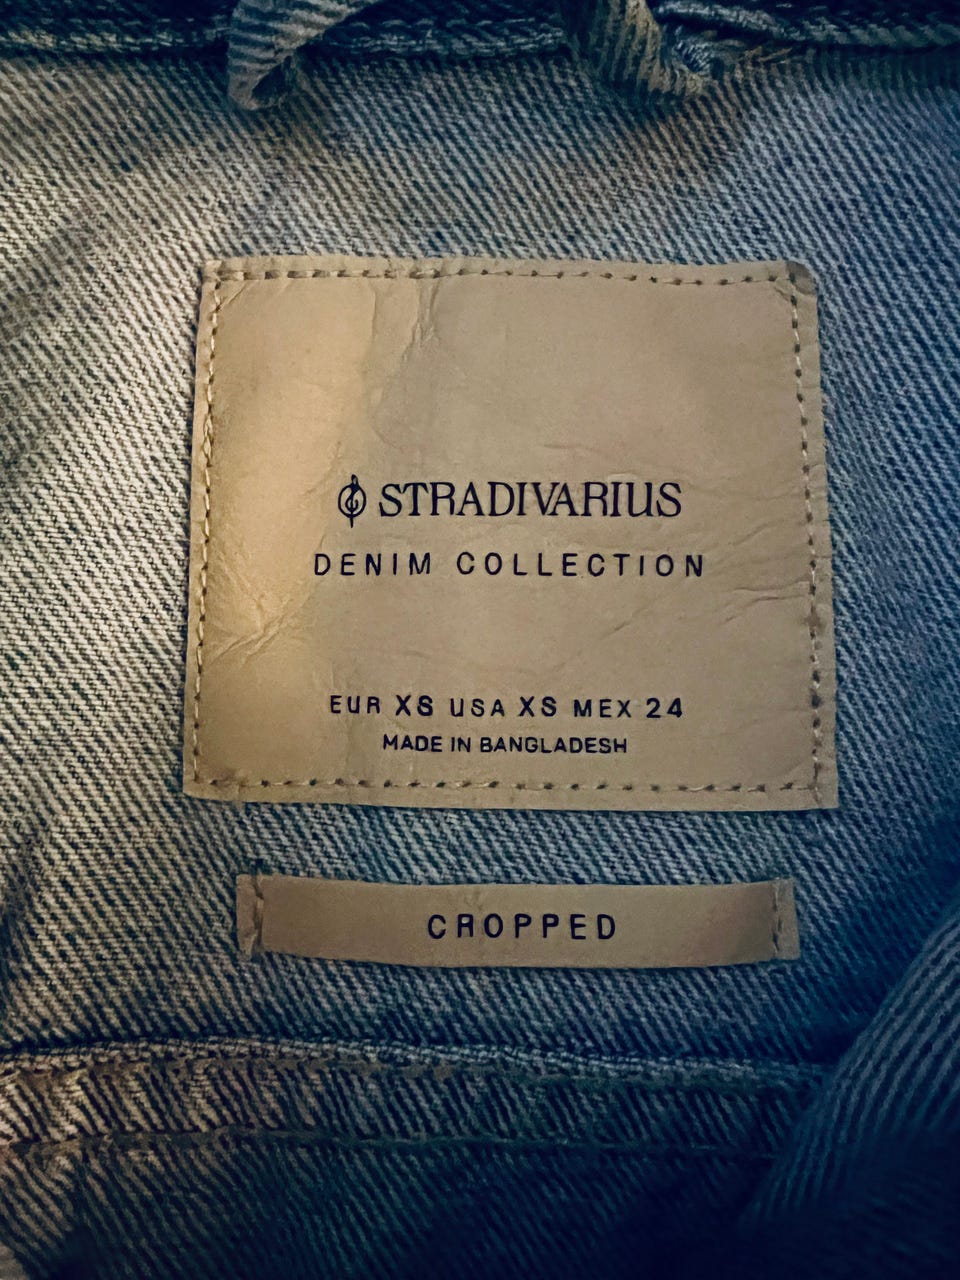 STRADIVARIUS
DENIM COLLECTION
EUR XS USA XS MEX 24
MADE IN BANGLADESH
CROPPED